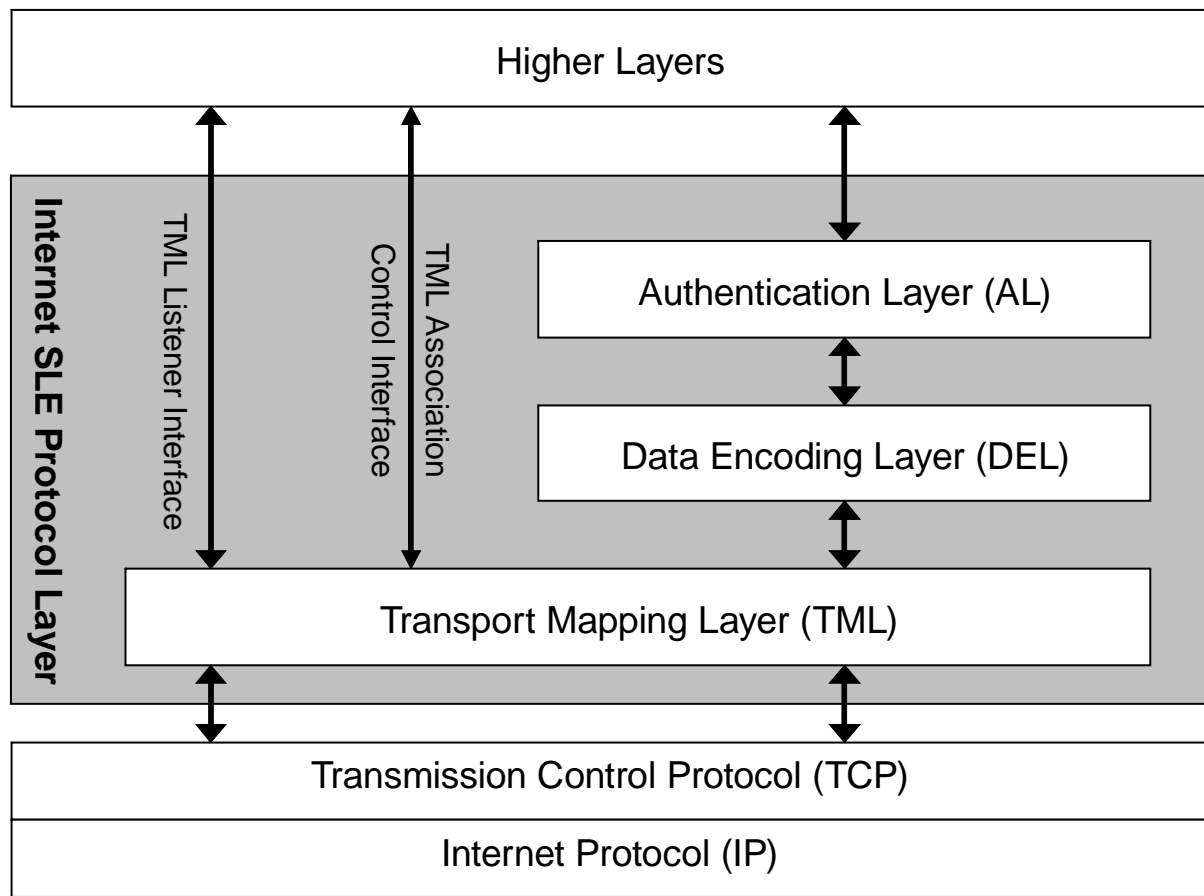 Higher Layers
Internet SLE Protocol Layer
TML Listener Interface
TML Association
Control Interface
Authentication Layer (AL)
Data Encoding Layer (DEL)
Transport Mapping Layer (TML)
Transmission Control Protocol (TCP)
Internet Protocol (IP)